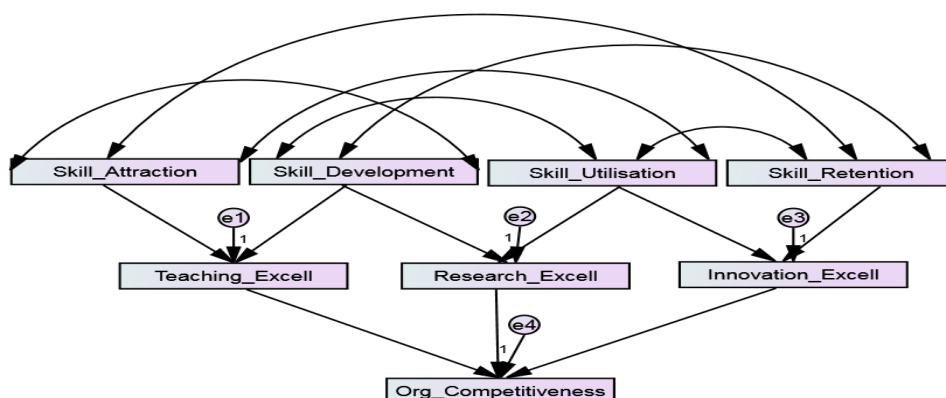 Skill_Attraction Skill_Development Skill_Utilisation Skill_Retention
e1 e2 e3
1 1 1
Teaching_Excell Research_Excell Innovation_Excell
e4
1
Org_Competitiveness